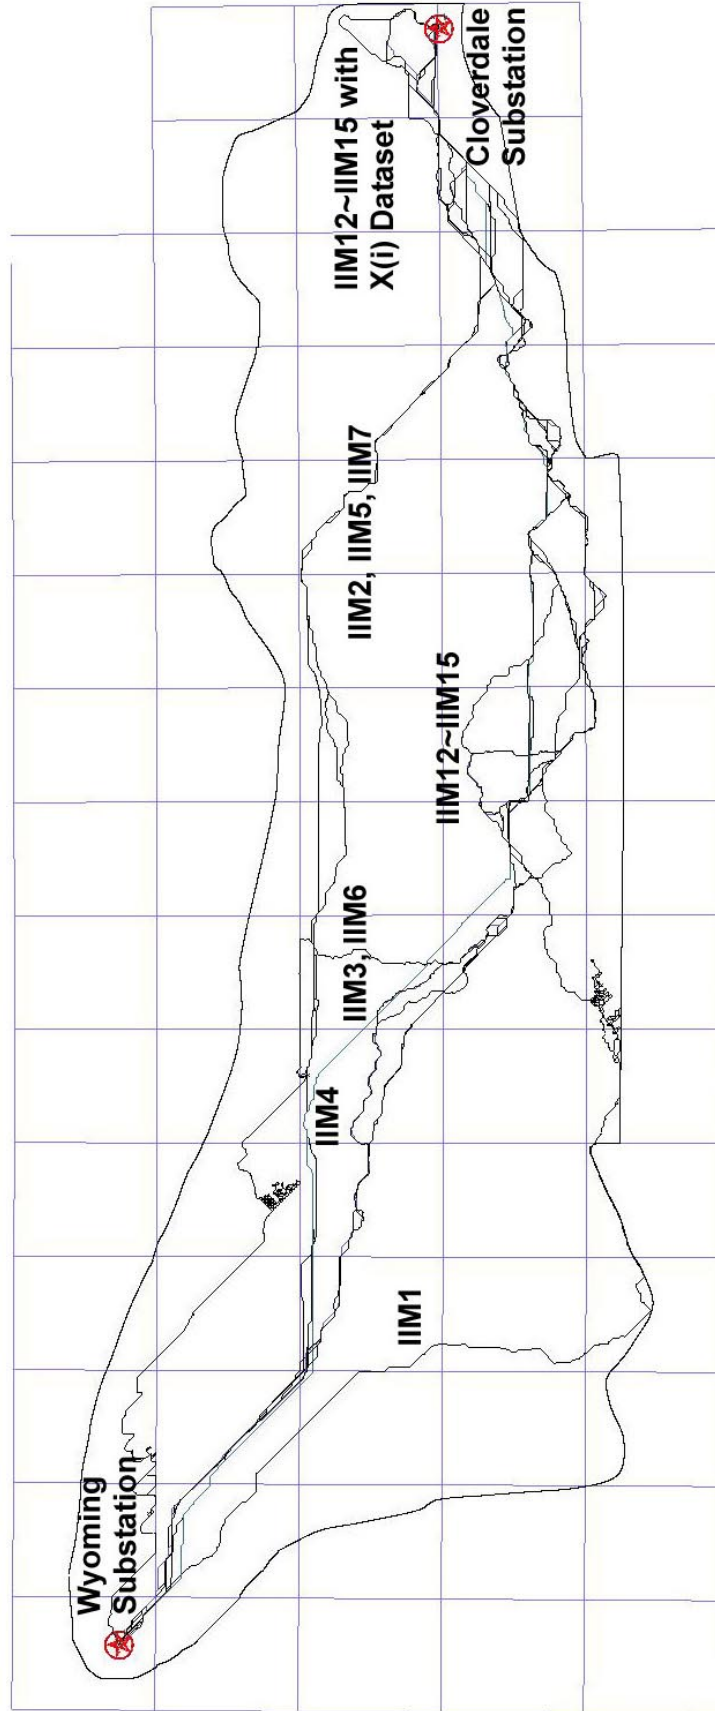 Wyoming
Substation
IIM1
IIM4
IIM3, IIM6
IIM12~IIM15
IIM2, IIM5, IIM7
IIM12~IIM15 with
X(i) Dataset
Cloverdale
Substation